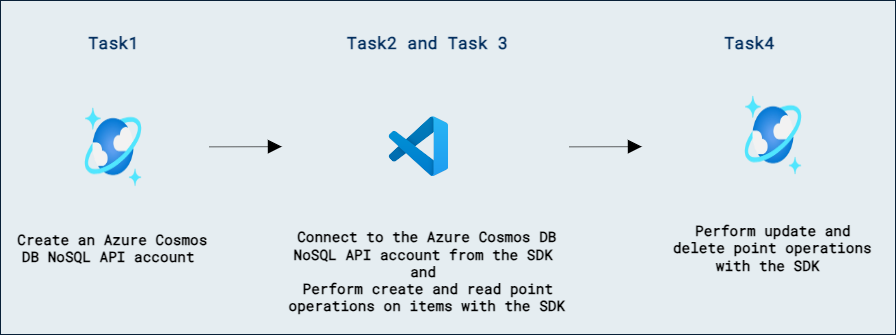 Task1
Task2 and Task 3
Task4
Create an Azure Cosmos
DB NoSQL API account
Connect to the Azure Cosmos DB
NoSQL API account from the SDK
and
Perform create and read point
operations on items with the SDK
Perform update and
delete point operations
with the SDK